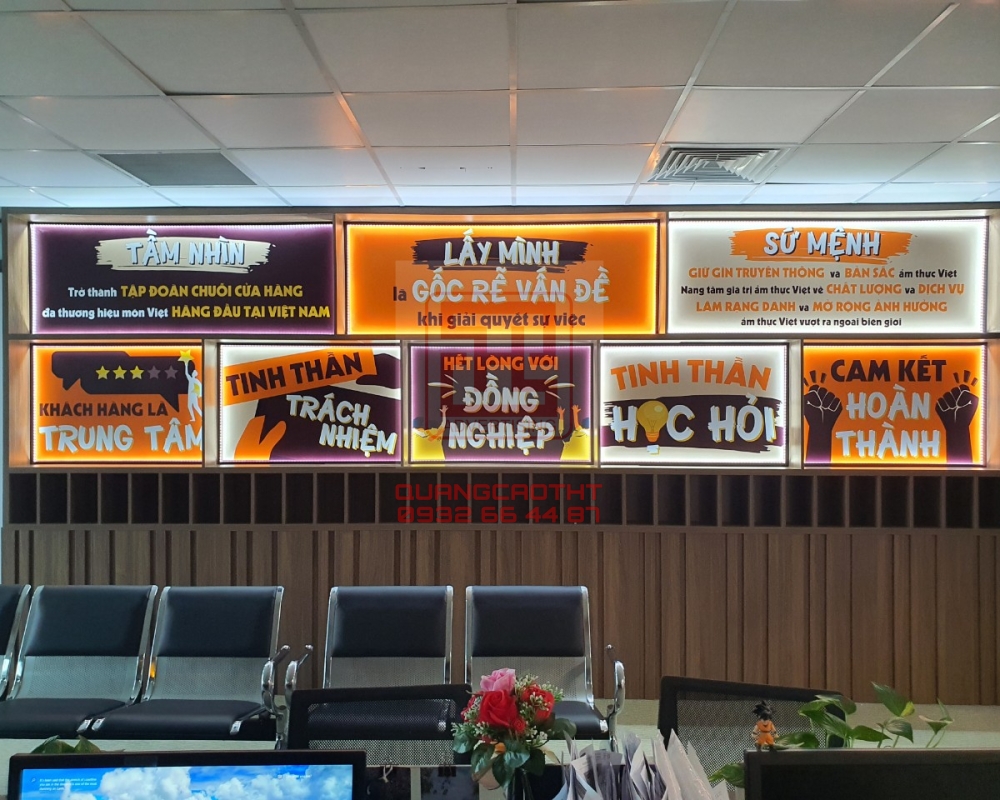 TẦM NHÌN
Trở thành TẬP ĐOÀN CHUỖI CỬA HÀNG
đa thương hiệu món Việt HÀNG ĐẦU TẠI VIỆT NAM
LẤY MÌNH
là GỐC RỄ VẤN ĐỀ
khi giải quyết sự việc
SỨ MỆNH
GIỮ GÌN TRUYỀN THỐNG và BẢN SẮC ẩm thực Việt
Nâng tầm giá trị ẩm thực Việt về CHẤT LƯỢNG và DỊCH VỤ
LÀM RẠNG DANH và MỞ RỘNG ẢNH HƯỞNG
ẩm thực Việt vượt ra ngoài biên giới
KHÁCH HÀNG LÀ
TRUNG TÂM
TINH THẦN
TRÁCH
NHIỆM
HẾT LÒNG VỚI
ĐỒNG
NGHIỆP
TINH THẦN
HỌC HỎI
CAM KẾT
HOÀN
THÀNH
QUANGCAOTHT
0932 66 44 87